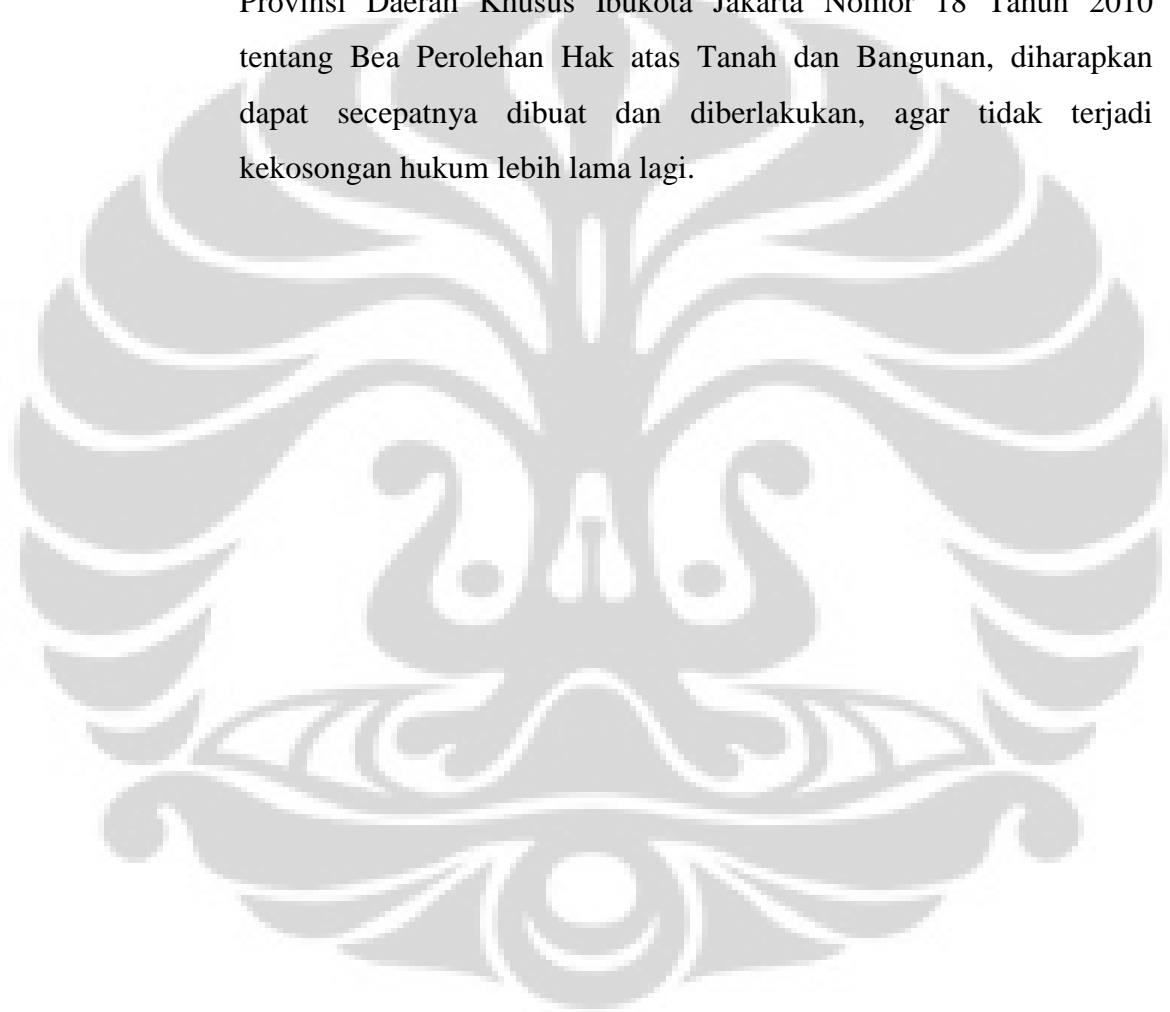 Provinsi Daerah Khusus Ibukota Jakarta Nomor 18 Tahun 2010
tentang Bea Perolehan Hak atas Tanah dan Bangunan, diharapkan
dapat secepatnya dibuat dan diberlakukan, agar tidak terjadi
kekosongan hukum lebih lama lagi.